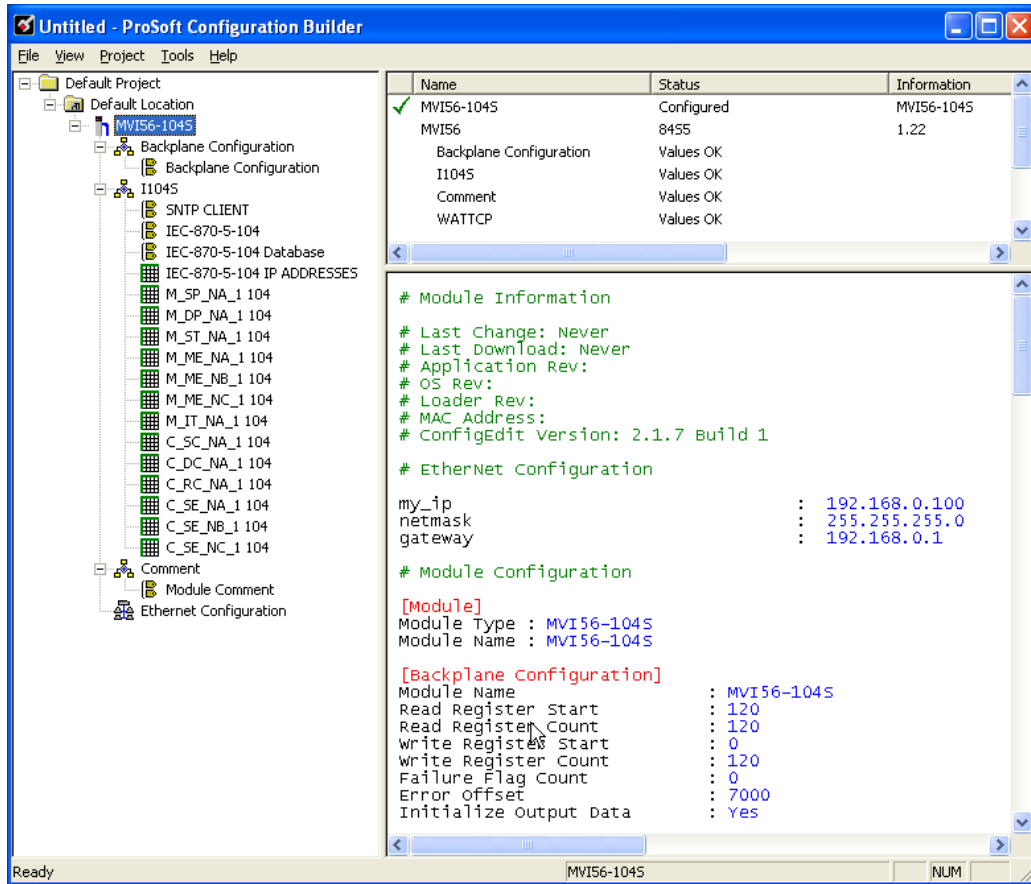 Untitled - ProSoft Configuration Builder
File View Project Tools Help
Default Project
Default Location
MVI56-104S
Backplane Configuration
Backplane Configuration
I104S
SNTP CLIENT
IEC-870-5-104
IEC-870-5-104 Database
IEC-870-5-104 IP ADDRESSES
M_SP_NA_1 104
M_DP_NA_1 104
M_ST_NA_1 104
M_ME_NA_1 104
M_ME_NB_1 104
M_ME_NC_1 104
M_IT_NA_1 104
C_SC_NA_1 104
C_DC_NA_1 104
C_RC_NA_1 104
C_SE_NA_1 104
C_SE_NB_1 104
C_SE_NC_1 104
Comment
Module Comment
Ethernet Configuration
Name Status Information
MVI56-104S Configured MVI56-104S
MVI56 84S5 1.22
Backplane Configuration Values OK
I104S Values OK
Comment Values OK
WATTCP Values OK
# Module Information
# Last Change: Never
# Last Download: Never
# Application Rev:
# OS Rev:
# Loader Rev:
# MAC Address:
# ConfigEdit Version: 2.1.7 Build 1
# EtherNet Configuration
my_ip : 192.168.0.100
netmask : 255.255.255.0
gateway : 192.168.0.1
# Module Configuration
[Module]
Module Type : MVI56-104S
Module Name : MVI56-104S
[Backplane Configuration]
Module Name : MVI56-104S
Read Register Start : 120
Read Register Count : 120
Write Register Start : 0
Write Register Count : 120
Failure Flag Count : 0
Error Offset : 7000
Initialize Output Data : Yes
Ready MVI56-104S NUM